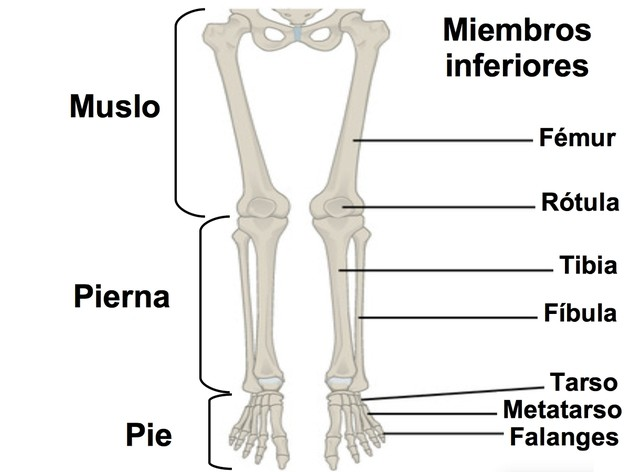 Miembros
inferiores
Muslo
Fémur
Rótula
Tibia
Pierna
Fíbula
Tarso
Metatarso
Pie
Falanges